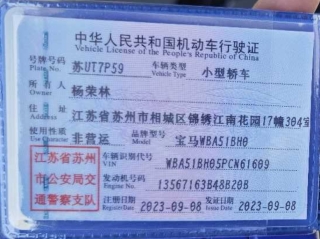 中华人民共和国机动车行驶证
Vehicle License of the People's Republic of China
号牌号码 苏UT7P59 车辆类型 小型轿车
Plate No. Vehicle Type
所有人 杨荣林
Owner
住址 江苏省苏州市相城区锦绣江南花园17幢304室
Address
使用性质 非营运 品牌型号 宝马WBA51BH0
Use Character Model
江苏省苏州 车辆识别代号 WBA51BH05PCN61609
VIN
市公安局交 发动机号码 13567163B48B20B
Engine No.
通警察支队 注册日期 2023-09-08 发证日期 2023-09-08